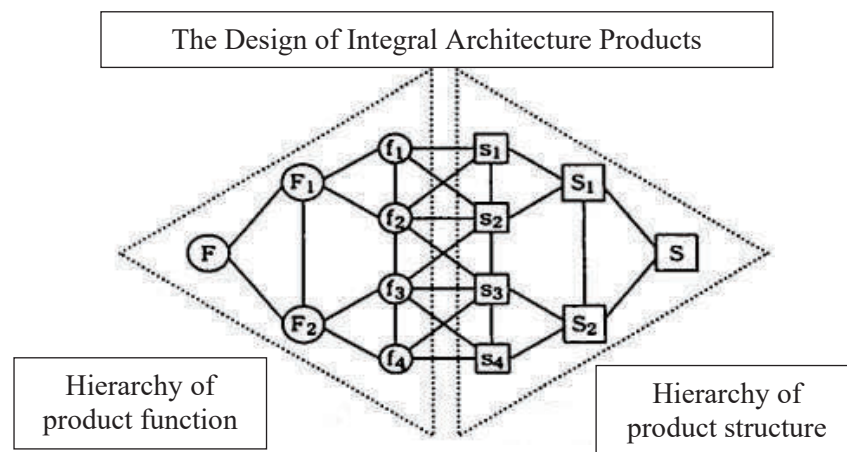 The Design of Integral Architecture Products
f1 s1
F1 S1
f2 s2
F S
f3 s3
F2 S2
f4 s4
Hierarchy of
product function
Hierarchy of
product structure